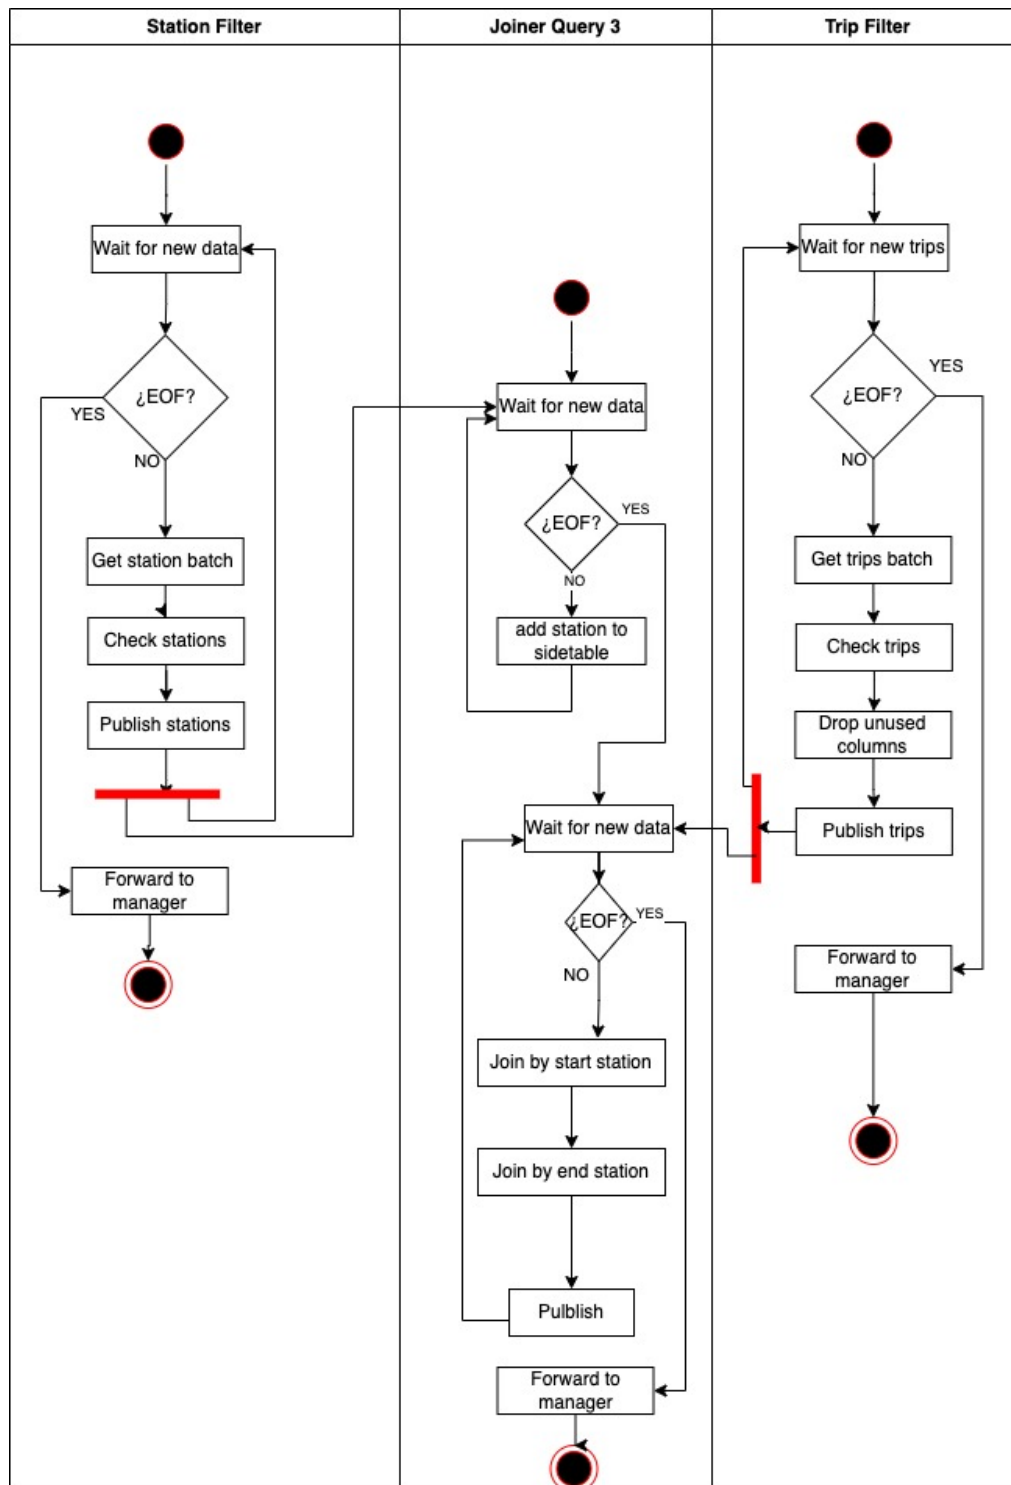 Station Filter
Joiner Query 3
Trip Filter
Wait for new data
¿EOF?
YES
NO
Get station batch
Check stations
Publish stations
Forward to
manager
Wait for new data
¿EOF?
YES
NO
add station to
sidetable
Wait for new data
¿EOF?
YES
NO
Join by start station
Join by end station
Pulblish
Forward to
manager
Wait for new trips
¿EOF?
YES
NO
Get trips batch
Check trips
Drop unused
columns
Publish trips
Forward to
manager